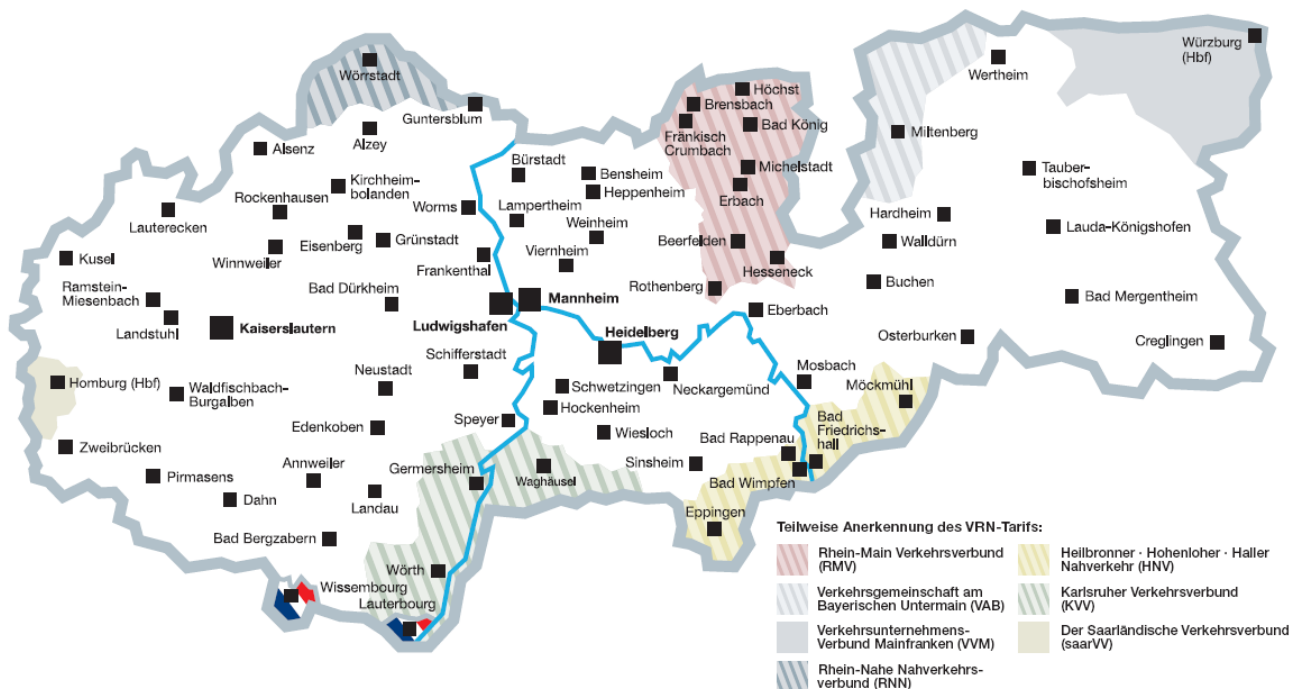 Würzburg
(Hbf)
Wertheim
Wörrstadt
Höchst
Brensbach
Guntersblum
Bad König
Fränkisch
Crumbach
Miltenberg
Alzey
Alsenz
Bürstadt
Bensheim
Michelstadt
Tauber-
bischofsheim
Kirchheim-
bolanden
Heppenheim
Erbach
Rockenhausen
Worms
Lampertheim
Hardheim
Lauterecken
Weinheim
Lauda-Königshofen
Eisenberg
Grünstadt
Viernheim
Beerfelden
Walldürn
Kusel
Winnweiler
Frankenthal
Hesseneck
Ramstein-
Miesenbach
Bad Dürkheim
Rothenberg
Buchen
Bad Mergentheim
Mannheim
Eberbach
Landstuhl
Kaiserslautern
Ludwigshafen
Heidelberg
Osterburken
Creglingen
Schifferstadt
Mosbach
Neustadt
Neckargemünd
Möckmühl
Homburg (Hbf)
Waldfischbach-
Burgalben
Schwetzingen
Hockenheim
Speyer
Bad
Friedrichs-
hall
Edenkoben
Wiesloch
Bad Rappenau
Zweibrücken
Sinsheim
Annweiler
Germersheim
Pirmasens
Waghäusel
Bad Wimpfen
Dahn
Landau
Eppingen
Bad Bergzabern
Wörth
Wissembourg
Lauterbourg
Teilweise Anerkennung des VRN-Tarifs:
Rhein-Main Verkehrsverbund
(RMV)
Verkehrsgemeinschaft am
Bayerischen Untermain (VAB)
Verkehrsunternehmens-
Verbund Mainfranken (VVM)
Rhein-Nahe Nahverkehrs-
verbund (RNN)
Heilbronner · Hohenloher · Haller
Nahverkehr (HNV)
Karlsruher Verkehrsverbund
(KVV)
Der Saarländische Verkehrsverbund
(saarVV)